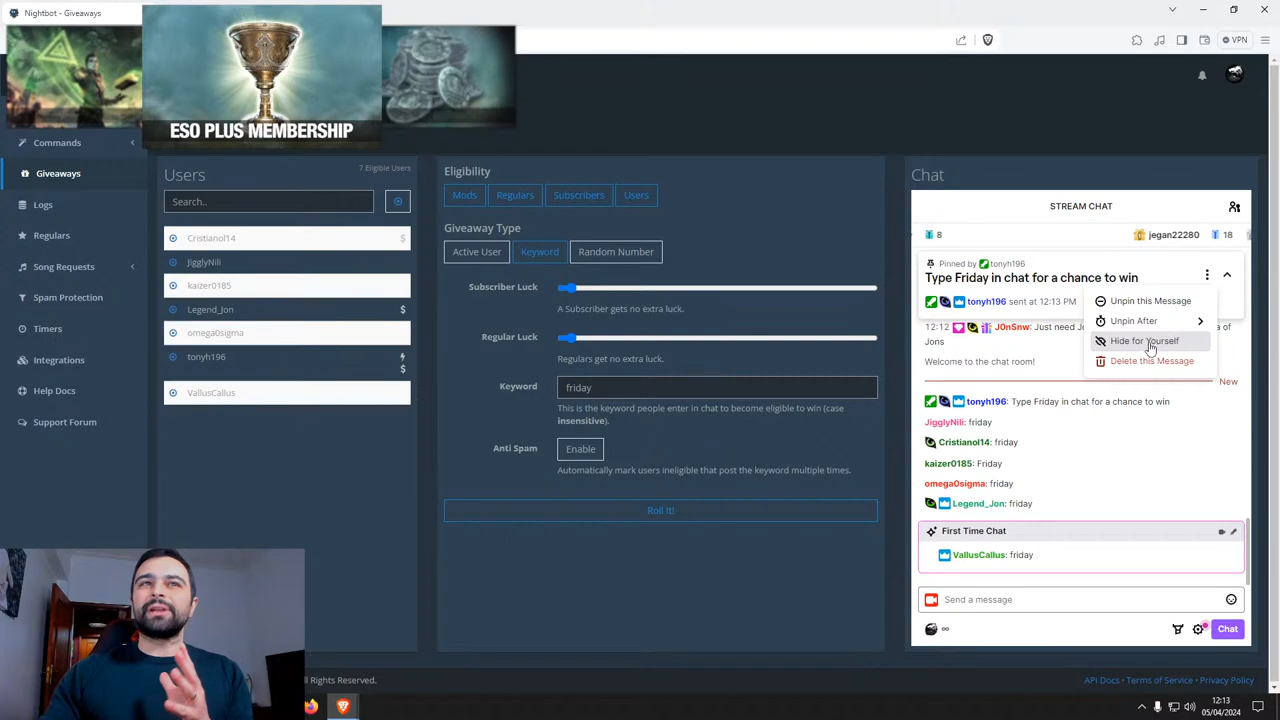 Nightbot - Giveaways
VPN
ESO PLUS MEMBERSHIP
Commands
Giveaways
Logs
Regulars
Song Requests
Spam Protection
Timers
Integrations
Help Docs
Support Forum
Users
7 Eligible Users
Search..
Cristianol14
$
JigglyNili
kaizer0185
Legend_Jon
$
omega0sigma
tonyh196
$
VallusCallus
Eligibility
Mods
Regulars
Subscribers
Users
Giveaway Type
Active User
Keyword
Random Number
Subscriber Luck
A Subscriber gets no extra luck.
Regular Luck
Regulars get no extra luck.
Keyword
friday
This is the keyword people enter in chat to become eligible to win (case
insensitive).
Anti Spam
Enable
Automatically mark users ineligible that post the keyword multiple times.
Roll It!
Chat
STREAM CHAT
8
jegan22280
18
Pinned by tonyh196
Type Friday in chat for a chance to win
tonyh196 sent at 12:13 PM
Unpin this Message
Unpin After
Hide for Yourself
Delete this Message
12:12 J0nSnw: Just need J
a of
Jons
Welcome to the chat room!
New
tonyh196: Type Friday in chat for a chance to win
JigglyNili: friday
Cristianol14: friday
kaizer0185: Friday
omega0sigma: friday
Legend_Jon: friday
First Time Chat
VallusCallus: friday
Send a message
∞
Chat
ll Rights Reserved.
API Docs · Terms of Service · Privacy Policy
12:13
05/04/2024